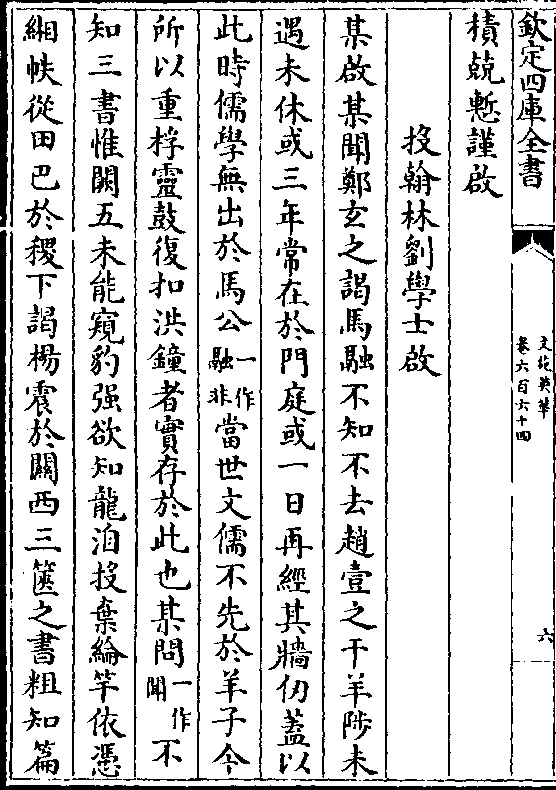 欽定四庫全書
文苑英華
卷六百六十四
六
積兢慙謹啟
投翰林劉學士啟
某啟某聞鄭玄之謁馬融不知不去趙壹之干羊陟未
遇未休或三年常在於門庭或一日再經其牆仞蓋以
此時儒學無出於馬公一作融非當世文儒不先於羊子今
所以重桴靈鼓復扣洪鐘者實存於此也某問一作聞不
知三書惟闕五未能窺豹强欲知龍洎投棄綸竿依憑
緗帙從田巴於稷下謁楊震於關西三篋之書粗知篇